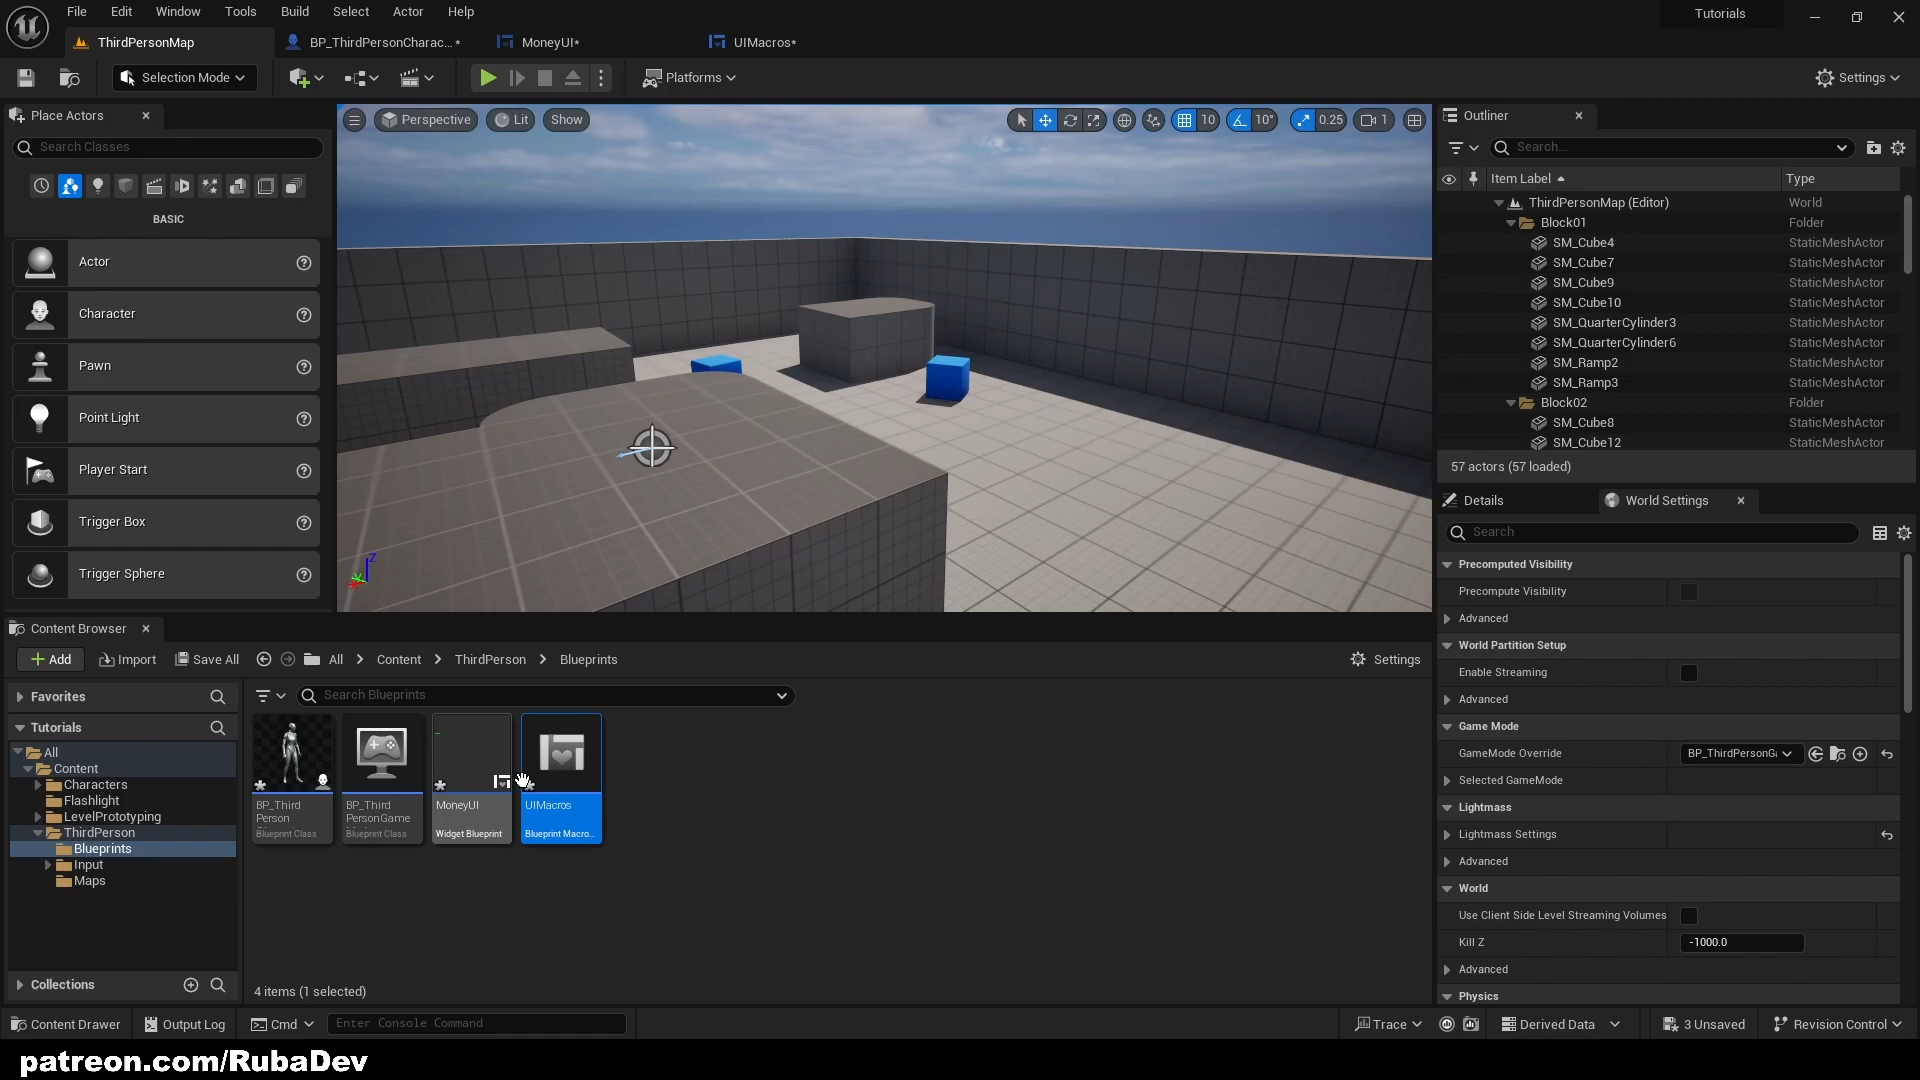 File Edit Window Tools Build Select Actor Help
Tutorials
ThirdPersonMap
BP_ThirdPersonCharac...*
MoneyUI*
UIMacros*
Selection Mode
Platforms
Settings
Place Actors
Search Classes
BASIC
Actor
Character
Pawn
Point Light
Player Start
Trigger Box
Trigger Sphere
Perspective
Lit
Show
10
10°
0.25
1
Z
Outliner
Search...
Item Label
Type
ThirdPersonMap (Editor) World
Block01 Folder
SM_Cube4 StaticMeshActor
SM_Cube7 StaticMeshActor
SM_Cube9 StaticMeshActor
SM_Cube10 StaticMeshActor
SM_QuarterCylinder3 StaticMeshActor
SM_QuarterCylinder6 StaticMeshActor
SM_Ramp2 StaticMeshActor
SM_Ramp3 StaticMeshActor
Block02 Folder
SM_Cube8 StaticMeshActor
SM_Cube12 StaticMeshActor
57 actors (57 loaded)
Details
World Settings
Search
Precomputed Visibility
Precompute Visibility
Advanced
World Partition Setup
Enable Streaming
Advanced
Game Mode
GameMode Override BP_ThirdPersonGa
Selected GameMode
Lightmass
Lightmass Settings
Advanced
World
Use Client Side Level Streaming Volumes
Kill Z -1000.0
Advanced
Physics
Content Browser
Add
Import
Save All
All > Content > ThirdPerson > Blueprints
Settings
Favorites
Tutorials
All
Content
Characters
Flashlight
LevelPrototyping
ThirdPerson
Blueprints
Input
Maps
Collections
Search Blueprints
BP_Third
Person
Blueprint Class
BP_Third
PersonGame
Blueprint Class
MoneyUI
Widget Blueprint
UIMacros
Blueprint Macro...
4 items (1 selected)
Content Drawer
Output Log
Cmd
Enter Console Command
Trace
Derived Data
3 Unsaved
Revision Control
patreon.com/RubaDev